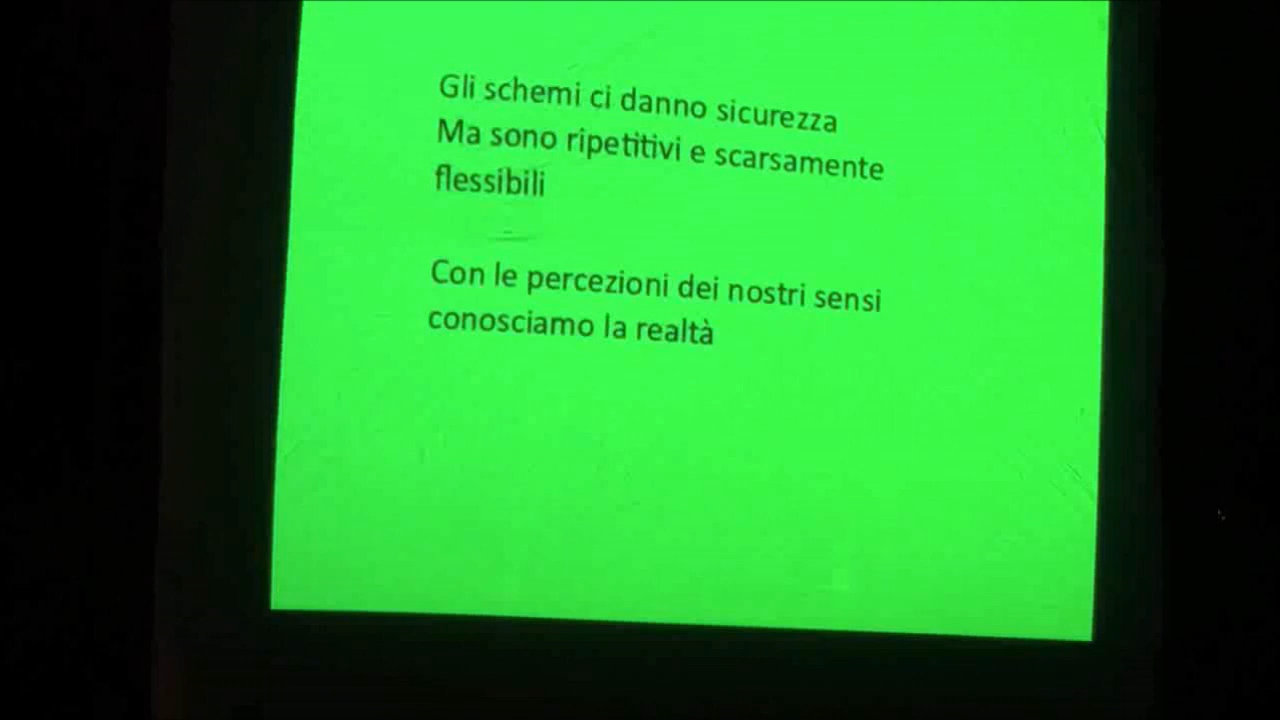 Gli schemi ci danno sicurezza
Ma sono ripetitivi e scarsamente
flessibili
Con le percezioni dei nostri sensi
conosciamo la realtà